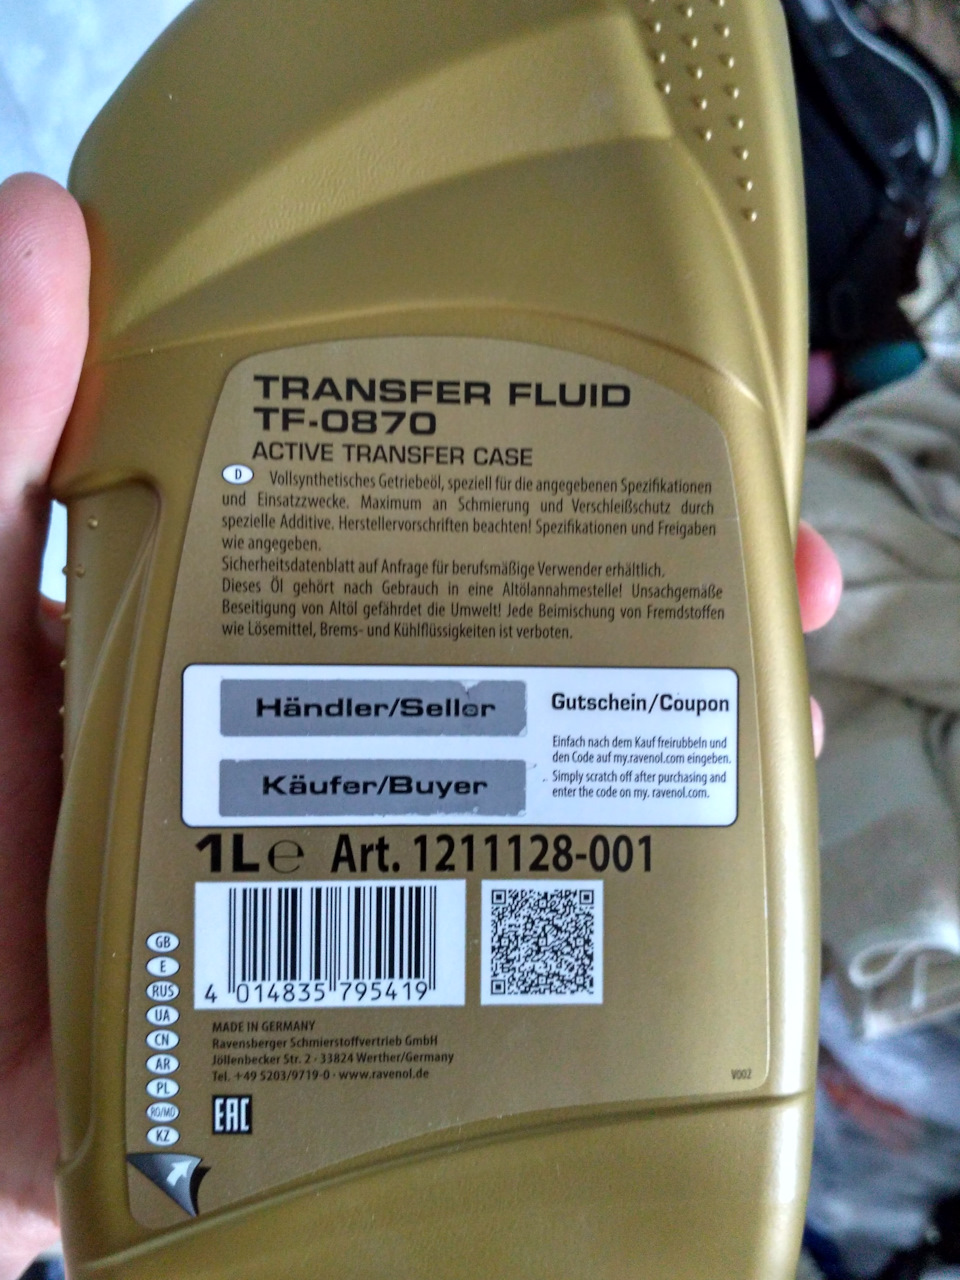 TRANSFER FLUID
TF-0870
ACTIVE TRANSFER CASE
D Vollsynthetisches Getriebeöl, speziell für die angegebenen Spezifikationen
und Einsatzzwecke. Maximum an Schmierung und Verschleißschutz durch
spezielle Additive. Herstellervorschriften beachten! Spezifikationen und Freigaben
wie angegeben.
Sicherheitsdatenblatt auf Anfrage für berufsmäßige Verwender erhältlich.
Dieses Öl gehört nach Gebrauch in eine Altölannahmestelle! Unsachgemäße
Beseitigung von Altöl gefährdet die Umwelt! Jede Beimischung von Fremdstoffen
wie Lösemittel, Brems- und Kühlflüssigkeiten ist verboten.
Händler/Seller
Käufer/Buyer
Gutschein/Coupon
Einfach nach dem Kauf freirubbeln und
den Code auf my.ravenol.com eingeben.
Simply scratch off after purchasing and
enter the code on my. ravenol.com.
1L ℮ Art. 1211128-001
4 014835 795419
GB
E
RUS
UA
CN
AR
PL
RO/MD
KZ
MADE IN GERMANY
Ravensberger Schmierstoffvertrieb GmbH
Jöllenbecker Str. 2 · 33824 Werther/Germany
Tel. +49 5203/9719-0 · www.ravenol.de
V002
EAC